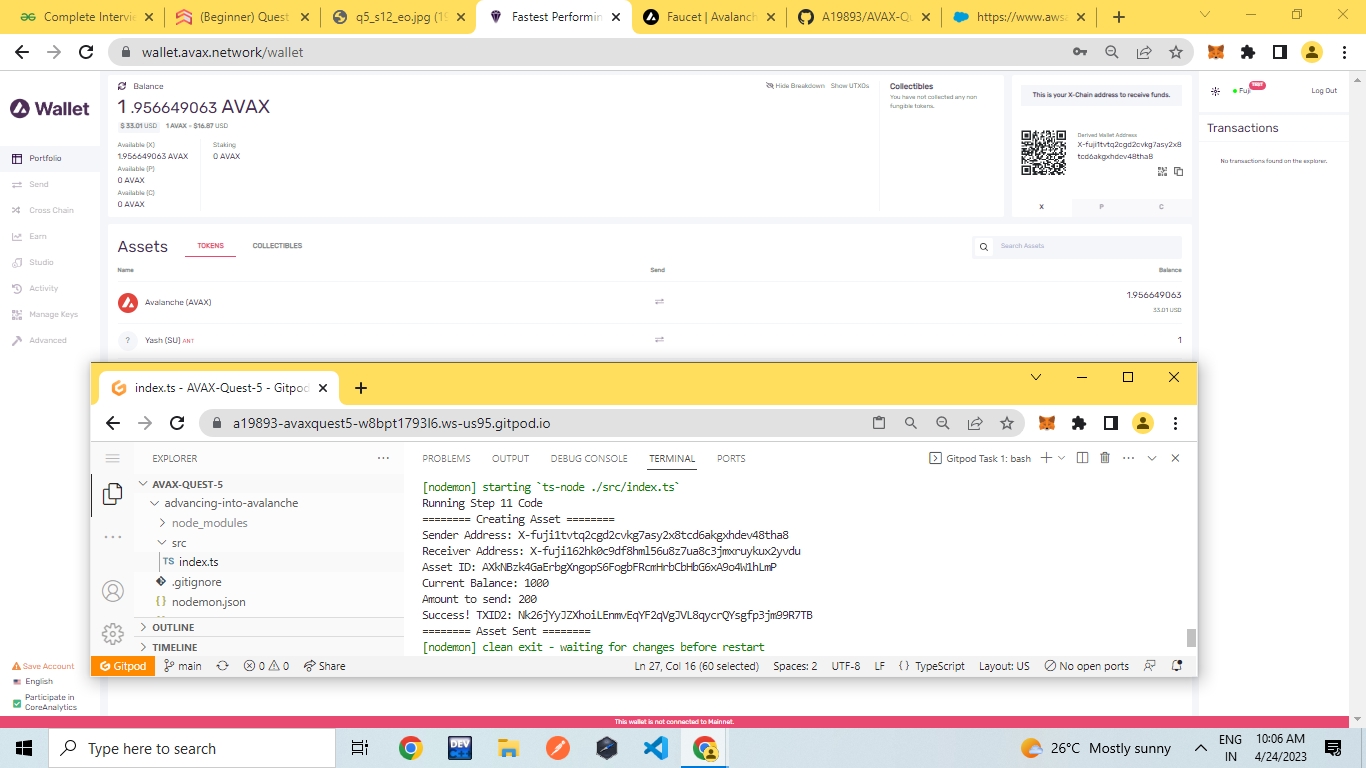 Complete Intervie
(Beginner) Quest
q5_s12_eo.jpg (15
Fastest Performin
Faucet | Avalanch
A19893/AVAX-Qu
https://www.awsa
wallet.avax.network/wallet
Wallet
Portfolio
Send
Cross Chain
Earn
Studio
Activity
Manage Keys
Advanced
Save Account
English
Participate in
CoreAnalytics
Balance
Hide Breakdown Show UTXOs
1 .956649063 AVAX
$ 33.01 USD 1 AVAX = $16.87 USD
Available (X)
1.956649063 AVAX
Available (P)
0 AVAX
Available (C)
0 AVAX
Staking
0 AVAX
Collectibles
You have not collected any non
fungible tokens.
This is your X-Chain address to receive funds.
Derived Wallet Address
X-fuji1tvtq2cgd2cvkg7asy2x8
tcd6akgxhdev48tha8
X P C
Fuji
Log Out
Transactions
No transactions found on the explorer.
Assets TOKENS COLLECTIBLES
Search Assets
Name Send Balance
Avalanche (AVAX) 1.956649063
33.01 USD
? Yash (SU) ANT 1
index.ts - AVAX-Quest-5 - Gitpod
a19893-avaxquest5-w8bpt1793l6.ws-us95.gitpod.io
EXPLORER
AVAX-QUEST-5
advancing-into-avalanche
node_modules
src
TS index.ts
.gitignore
{ } nodemon.json
OUTLINE
TIMELINE
PROBLEMS OUTPUT DEBUG CONSOLE TERMINAL PORTS
Gitpod Task 1: bash
[nodemon] starting `ts-node ./src/index.ts`
Running Step 11 Code
======== Creating Asset ========
Sender Address: X-fuji1tvtq2cgd2cvkg7asy2x8tcd6akgxhdev48tha8
Receiver Address: X-fuji162hk0c9df8hml56u8z7ua8c3jmxruykux2yvdu
Asset ID: AXkNBzk4GaErbgXngopS6FogbFRcmHrbCbHbG6xA9o4W1hLmP
Current Balance: 1000
Amount to send: 200
Success! TXID2: Nk26jYyJZXhoiLEnmvEqYF2qVgJVL8qycrQYsgfp3jm99R7TB
======== Asset Sent ========
[nodemon] clean exit - waiting for changes before restart
Gitpod main 0 0 Share
Ln 27, Col 16 (60 selected) Spaces: 2 UTF-8 LF { } TypeScript Layout: US No open ports
This wallet is not connected to Mainnet.
Type here to search
DEV
26°C Mostly sunny
ENG
IN
10:06 AM
4/24/2023